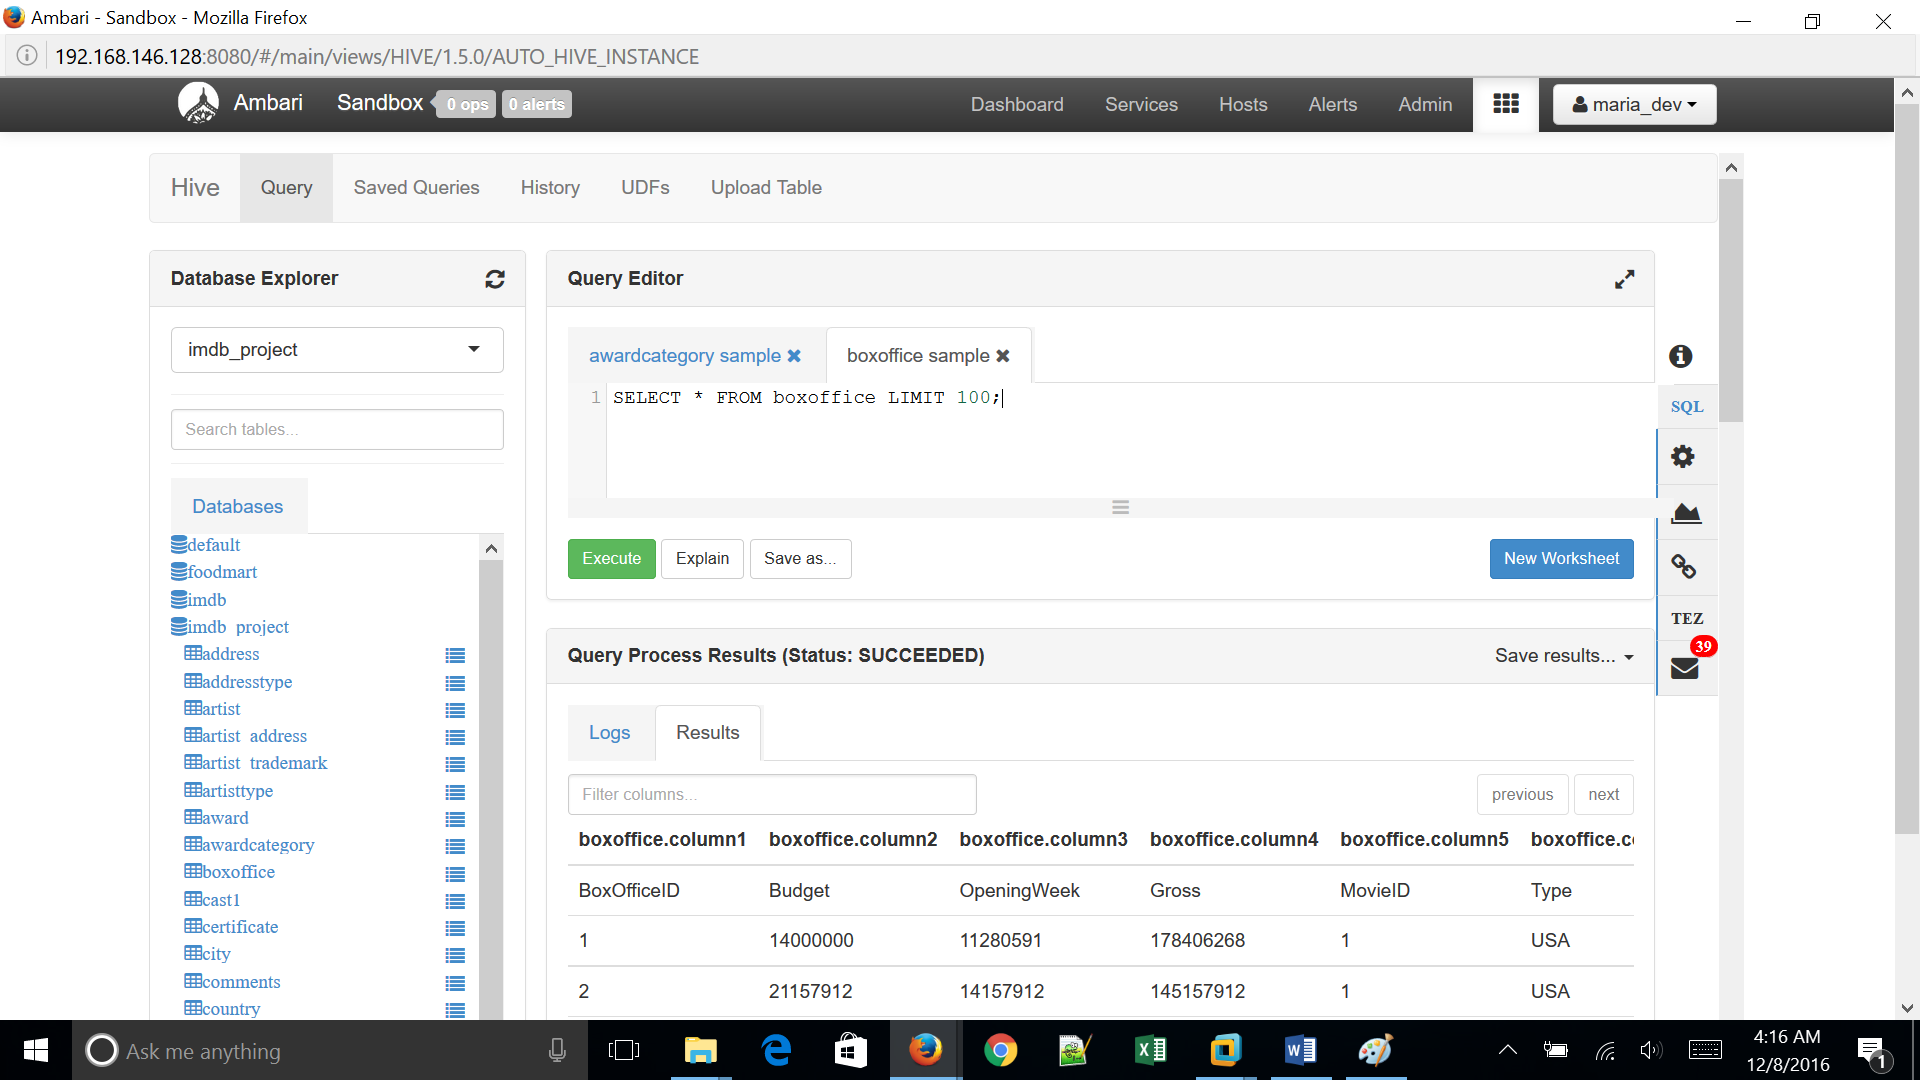 Ambari - Sandbox - Mozilla Firefox
192.168.146.128:8080/#/main/views/HIVE/1.5.0/AUTO_HIVE_INSTANCE
Ambari Sandbox 0 ops 0 alerts Dashboard Services Hosts Alerts Admin maria_dev
Hive Query Saved Queries History UDFs Upload Table
Database Explorer
imdb_project
Search tables...
Databases
default
foodmart
imdb
imdb_project
address
addresstype
artist
artist_address
artist_trademark
artisttype
award
awardcategory
boxoffice
cast1
certificate
city
comments
country
Query Editor
awardcategory sample boxoffice sample
1 SELECT * FROM boxoffice LIMIT 100;
Execute Explain Save as... New Worksheet
SQL
TEZ
39
Query Process Results (Status: SUCCEEDED) Save results...
Logs Results
Filter columns... previous next
boxoffice.column1 boxoffice.column2 boxoffice.column3 boxoffice.column4 boxoffice.column5 boxoffice.c
BoxOfficeID Budget OpeningWeek Gross MovieID Type
1 14000000 11280591 178406268 1 USA
2 21157912 14157912 145157912 1 USA
Ask me anything
4:16 AM
12/8/2016
1